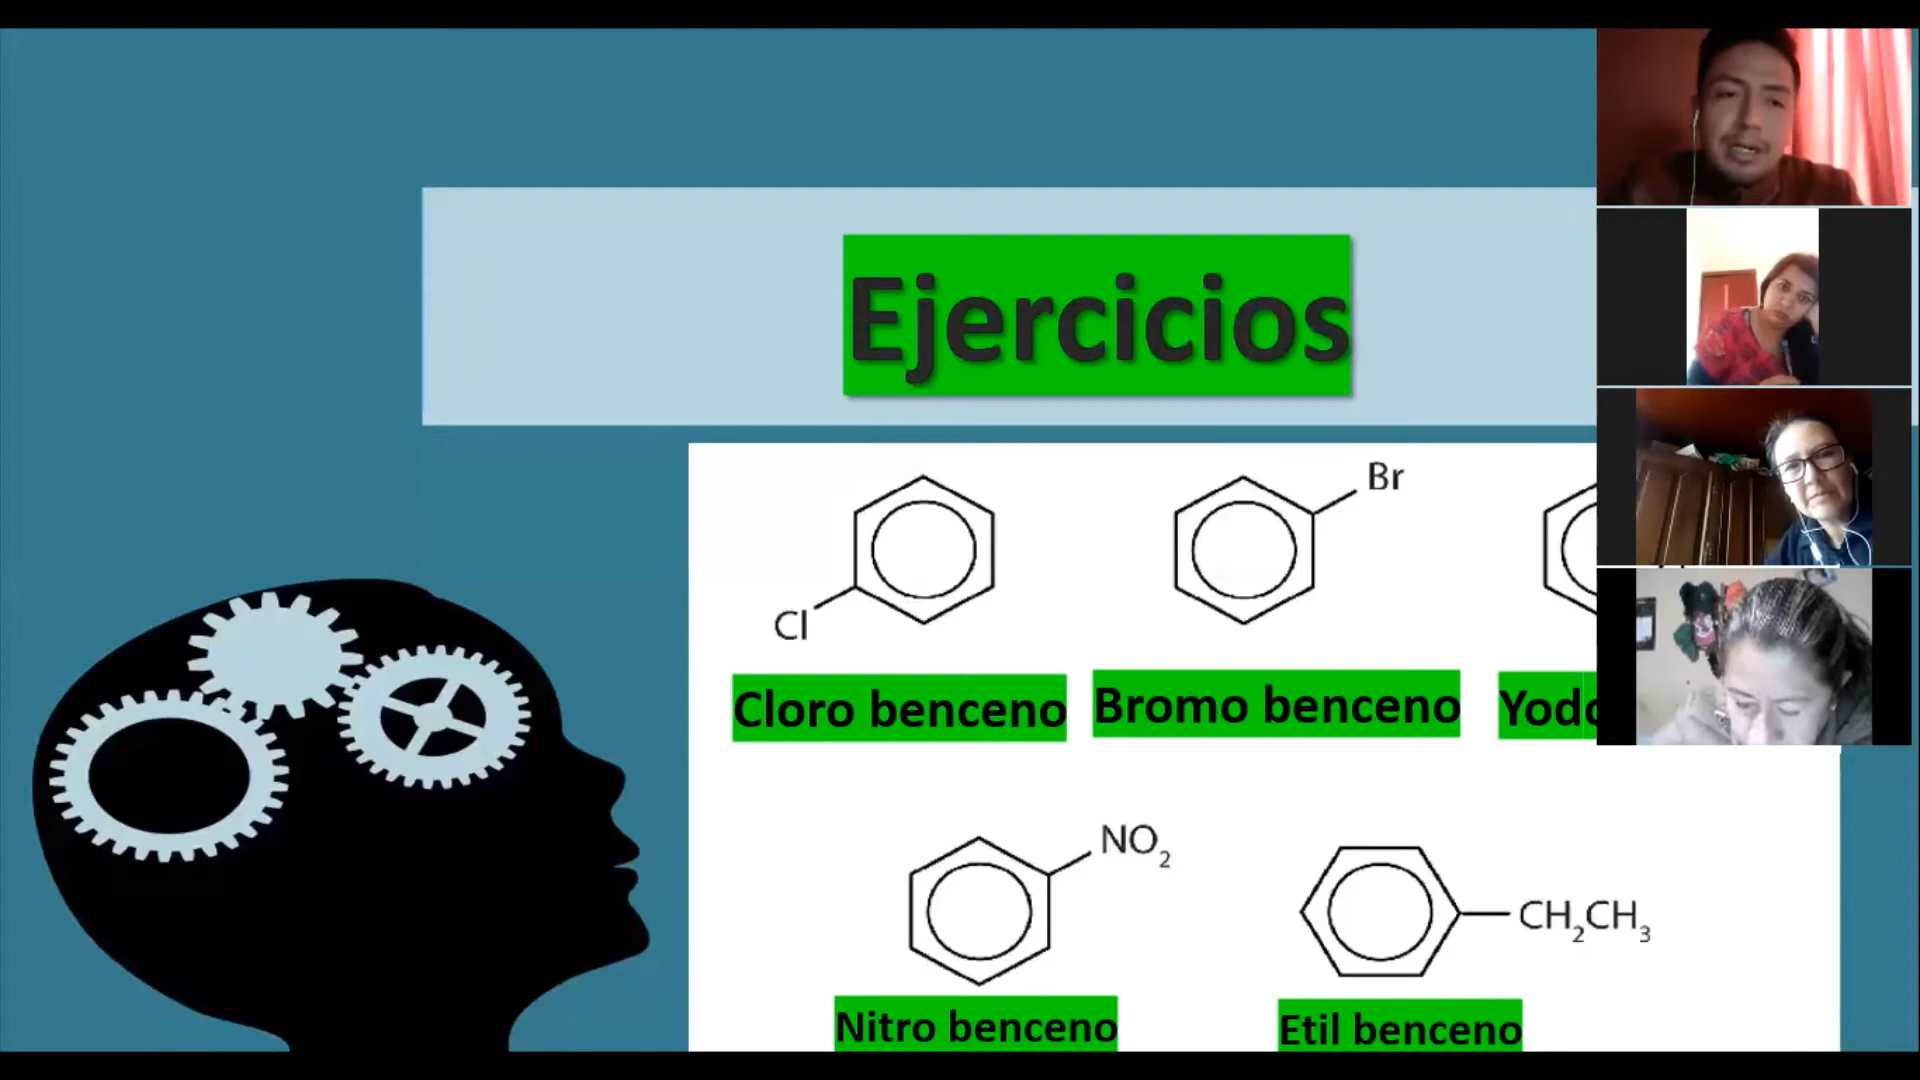 Ejercicios
Br
Cl
Cloro benceno
Bromo benceno
NO₂
CH₂CH₃
Nitro benceno
Etil benceno